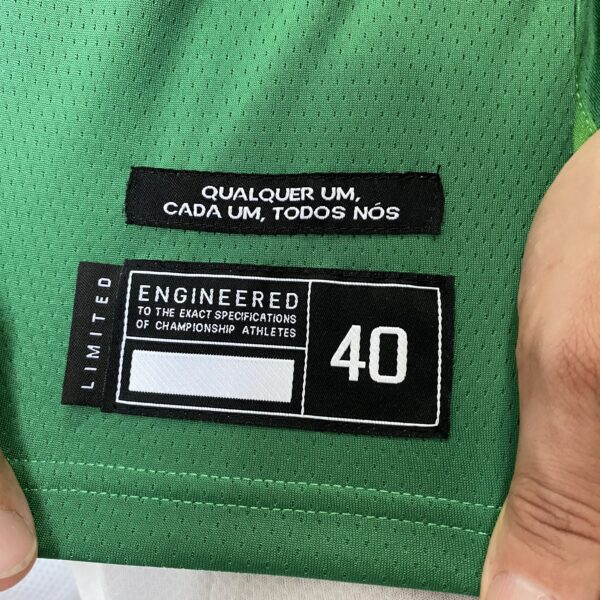 QUALQUER UM,
CADA UM, TODOS NÓS
LIMITED
ENGINEERED
TO THE EXACT SPECIFICATIONS
OF CHAMPIONSHIP ATHLETES
40